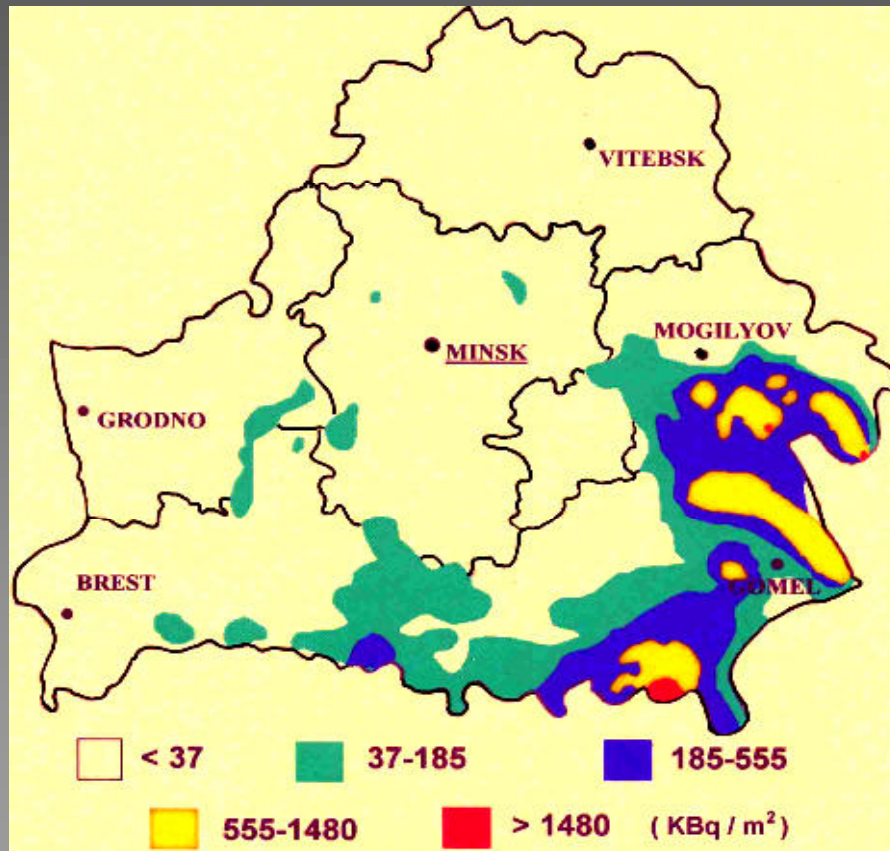 VITEBSK
MOGILYOV
MINSK
GRODNO
GOMEL
BREST
< 37
37-185
185-555
555-1480
> 1480 ( KBq / m² )